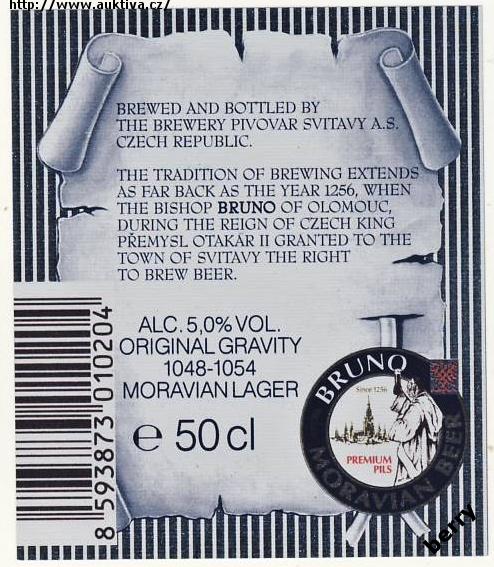 http://www.auktiva.cz/
BREWED AND BOTTLED BY
THE BREWERY PIVOVAR SVITAVY A.S.
CZECH REPUBLIC.
THE TRADITION OF BREWING EXTENDS
AS FAR BACK AS THE YEAR 1256, WHEN
THE BISHOP BRUNO OF OLOMOUC,
DURING THE REIGN OF CZECH KING
PŘEMYSL OTAKÁR II GRANTED TO THE
TOWN OF SVITAVY THE RIGHT
TO BREW BEER.
ALC. 5,0% VOL.
ORIGINAL GRAVITY
1048-1054
MORAVIAN LAGER
e 50 cl
8 593873 010204
BRUNO
Since 1256
PREMIUM
PILS
MORAVIAN BEER
berry